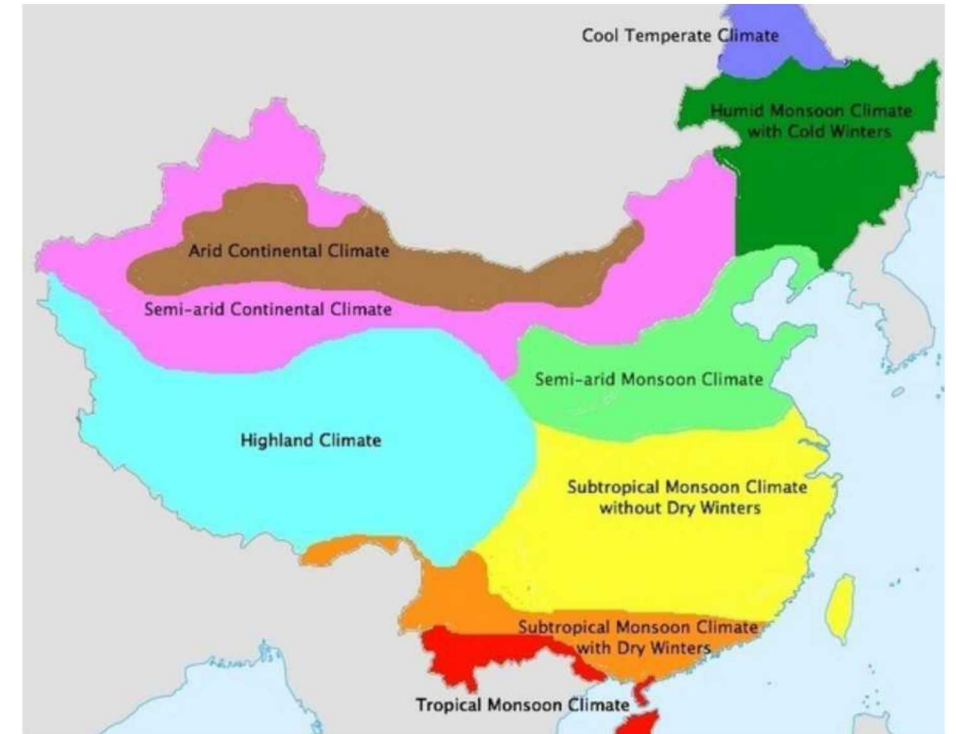 Cool Temperate Climate
Humid Monsoon Climate
with Cold Winters
Arid Continental Climate
Semi-arid Continental Climate
Semi-arid Monsoon Climate
Highland Climate
Subtropical Monsoon Climate
without Dry Winters
Subtropical Monsoon Climate
with Dry Winters
Tropical Monsoon Climate